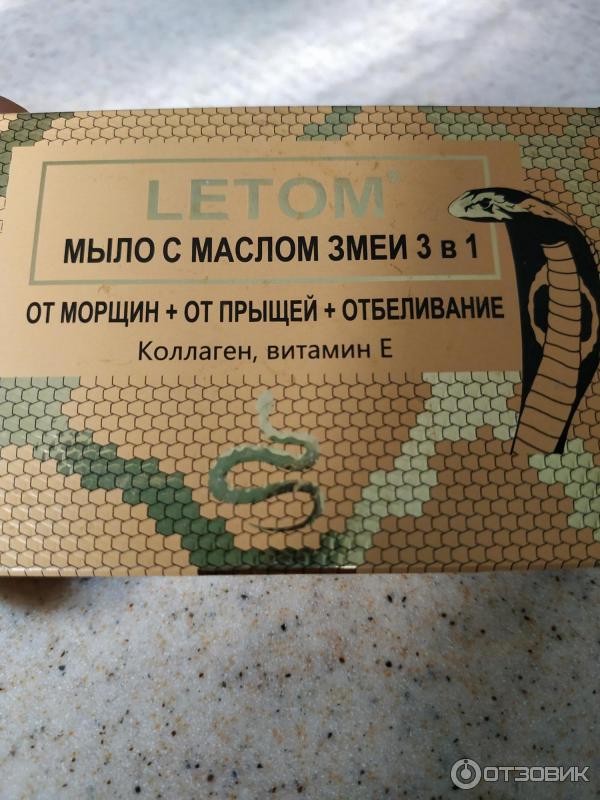 LETOM®
МЫЛО С МАСЛОМ ЗМЕИ 3 в 1
ОТ МОРЩИН + ОТ ПРЫЩЕЙ + ОТБЕЛИВАНИЕ
Коллаген, витамин Е
ОТЗОВИК